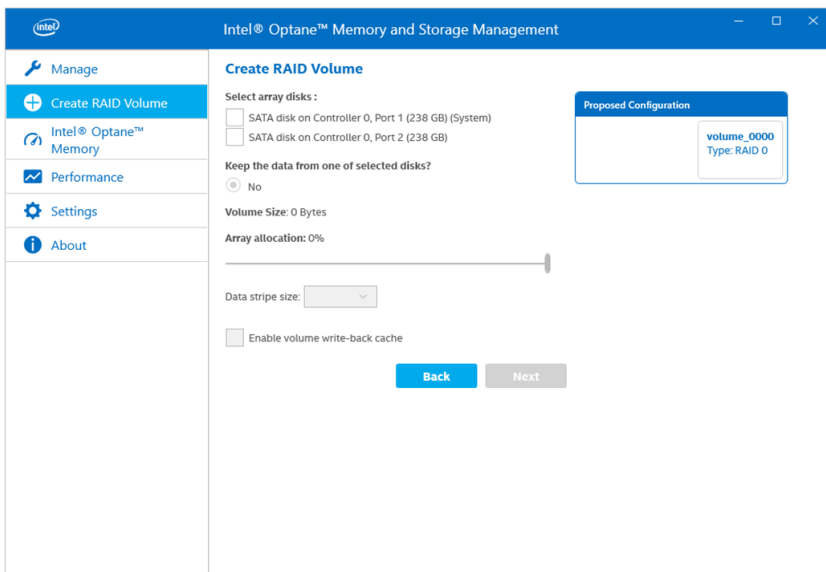 intel
Intel® Optane™ Memory and Storage Management
Manage
Create RAID Volume
Intel® Optane™
Memory
Performance
Settings
About
Create RAID Volume
Select array disks :
SATA disk on Controller 0, Port 1 (238 GB) (System)
SATA disk on Controller 0, Port 2 (238 GB)
Keep the data from one of selected disks?
No
Volume Size: 0 Bytes
Array allocation: 0%
Data stripe size:
Enable volume write-back cache
Back
Next
Proposed Configuration
volume_0000
Type: RAID 0